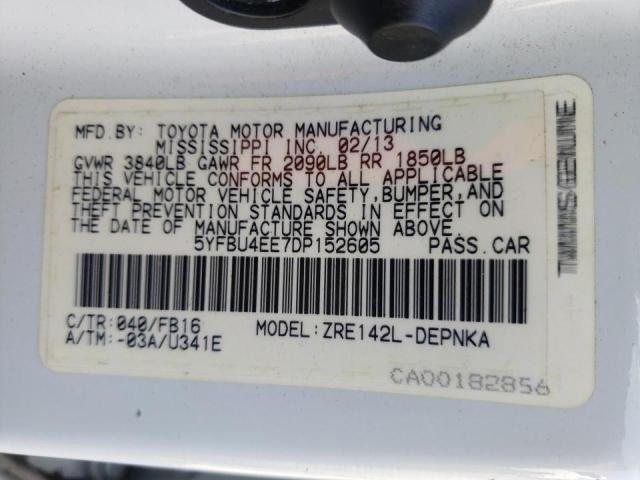 MFD.BY: TOYOTA MOTOR MANUFACTURING
MISSISSIPPI INC. 02/13
GVWR 3840LB GAWR FR 2090LB RR 1850LB
THIS VEHICLE CONFORMS TO ALL APPLICABLE
FEDERAL MOTOR VEHICLE SAFETY,BUMPER,AND
THEFT PREVENTION STANDARDS IN EFFECT ON
THE DATE OF MANUFACTURE SHOWN ABOVE.
5YFBU4EE7DP152605 PASS.CAR
C/TR:040/FB16 MODEL:ZRE142L-DEPNKA
A/TM:-03A/U341E
CA00182856